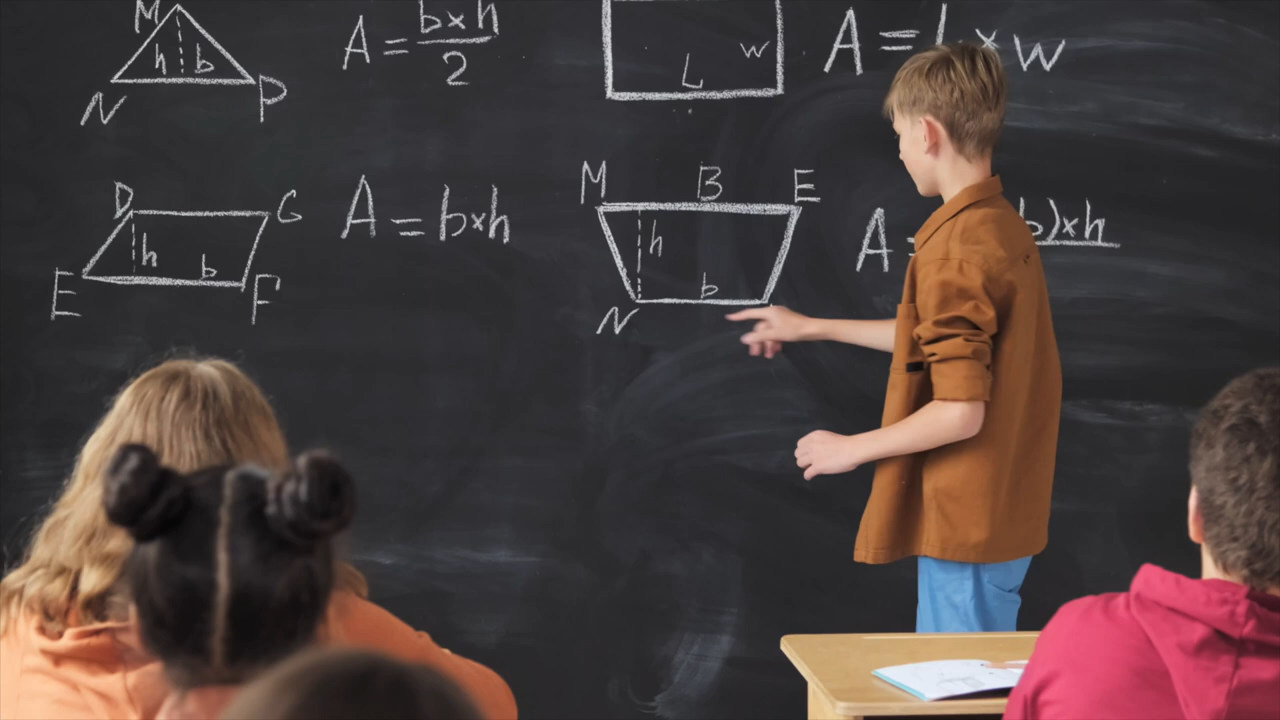 M
h b
N P
A = b×h
2
L w
A = L × w
D G
h b
E F
A = b×h
M B E
h
b
N
A = b)×h